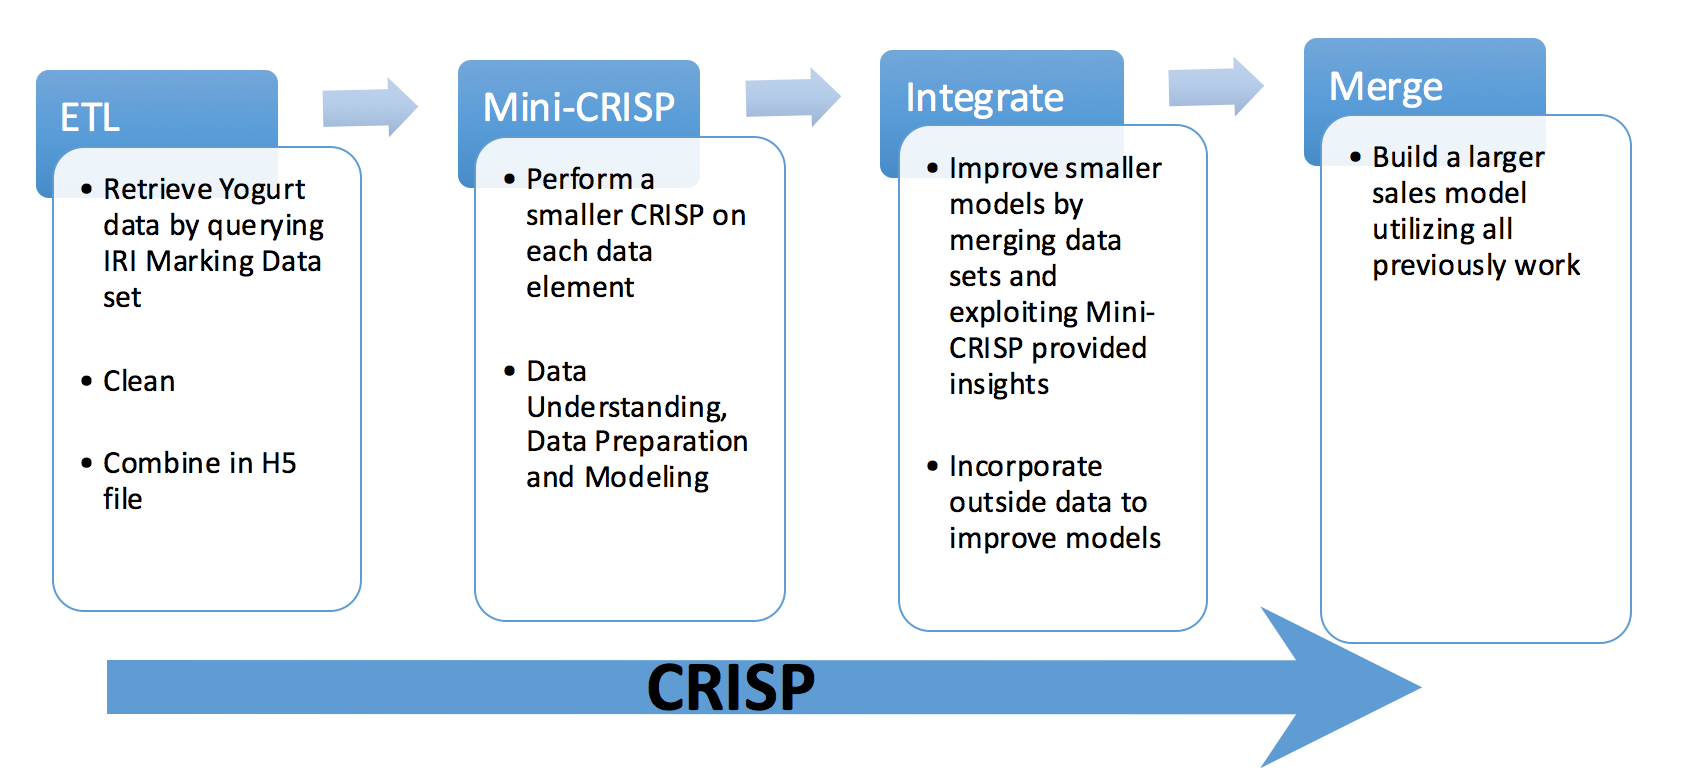 ETL
• Retrieve Yogurt
data by querying
IRI Marking Data
set
• Clean
• Combine in H5
file
Mini-CRISP
• Perform a
smaller CRISP on
each data
element
• Data
Understanding,
Data Preparation
and Modeling
Integrate
• Improve smaller
models by
merging data
sets and
exploiting Mini-
CRISP provided
insights
• Incorporate
outside data to
improve models
Merge
• Build a larger
sales model
utilizing all
previously work
CRISP